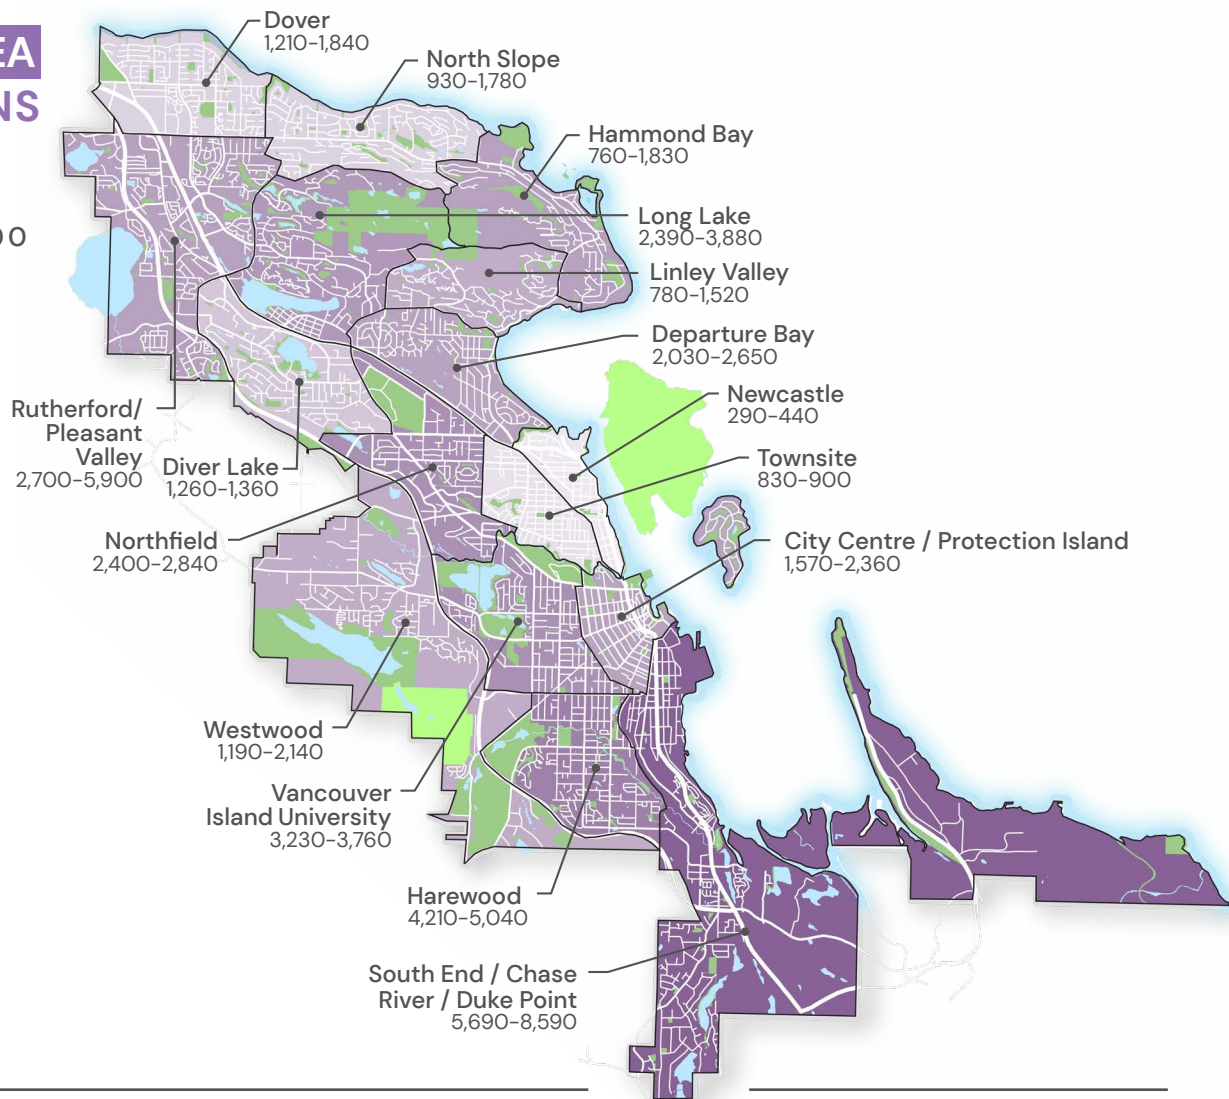 EA
NS
00
Dover
1,210–1,840
North Slope
930–1,780
Hammond Bay
760–1,830
Long Lake
2,390–3,880
Linley Valley
780–1,520
Departure Bay
2,030–2,650
Newcastle
290–440
Townsite
830–900
City Centre / Protection Island
1,570–2,360
Rutherford/
Pleasant
Valley
2,700–5,900
Diver Lake
1,260–1,360
Northfield
2,400–2,840
Westwood
1,190–2,140
Vancouver
Island University
3,230–3,760
Harewood
4,210–5,040
South End / Chase
River / Duke Point
5,690–8,590